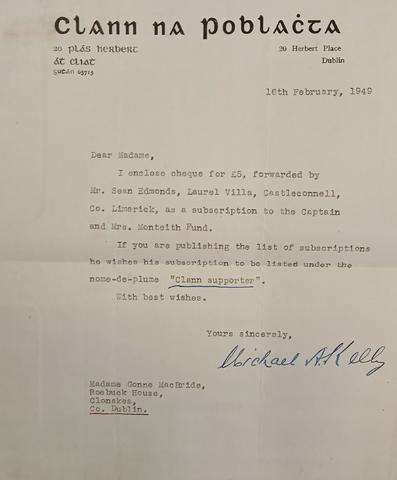 Clann na Poblaċta
20 plás herbert
át cliat
gután 63715
20 Herbert Place
Dublin
16th February, 1949
Dear Madame,
I enclose cheque for £5, forwarded by
Mr. Sean Edmonds, Laurel Villa, Castleconnell,
Co. Limerick, as a subscription to the Captain
and Mrs. Monteith Fund.
If you are publishing the list of subscriptions
he wishes his subscription to be listed under the
nome-de-plume "Clann supporter".
With best wishes.
Yours sincerely,
Michael A. Kelly
Madame Gonne MacBride,
Roebuck House,
Clonskea,
Co. Dublin.